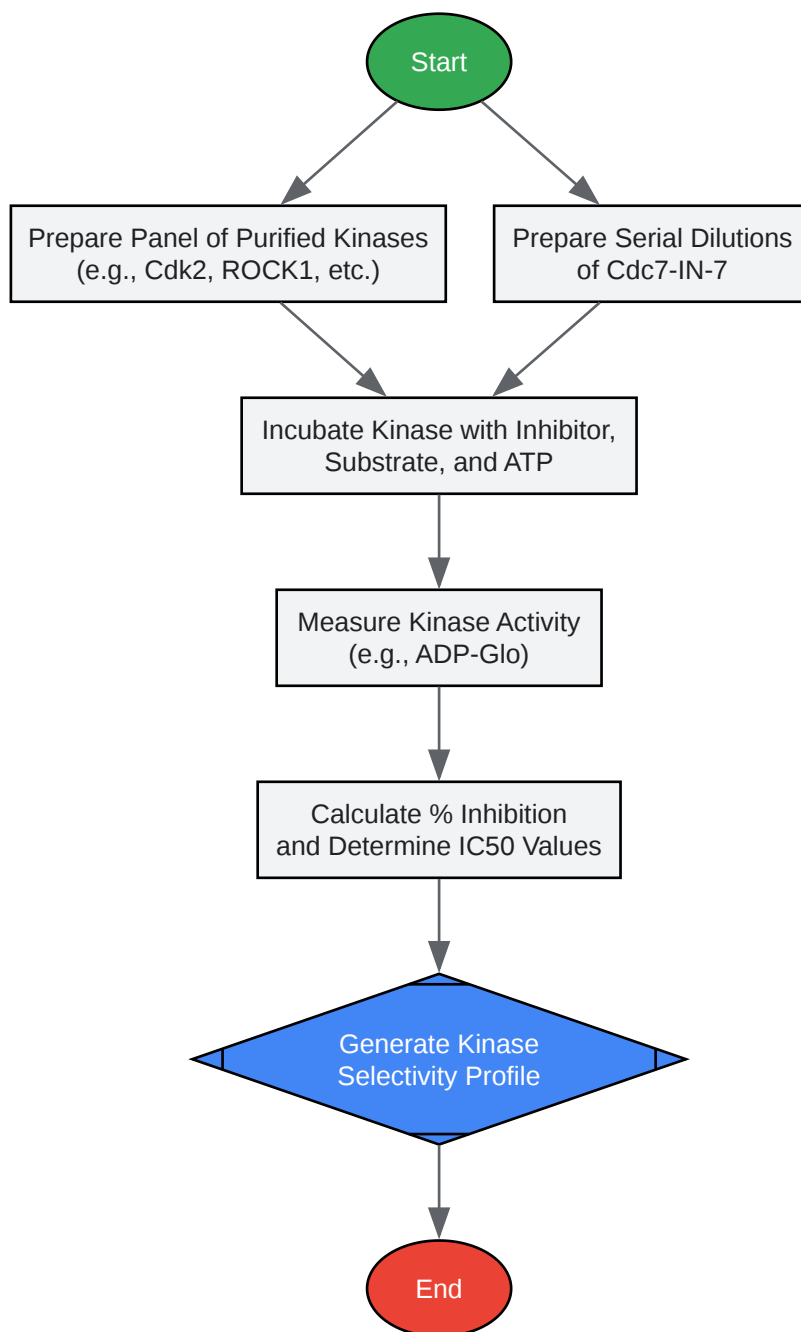 Start
Prepare Panel of Purified Kinases
(e.g., Cdk2, ROCK1, etc.)
Prepare Serial Dilutions
of Cdc7-IN-7
Incubate Kinase with Inhibitor,
Substrate, and ATP
Measure Kinase Activity
(e.g., ADP-Glo)
Calculate % Inhibition
and Determine IC50 Values
Generate Kinase
Selectivity Profile
End